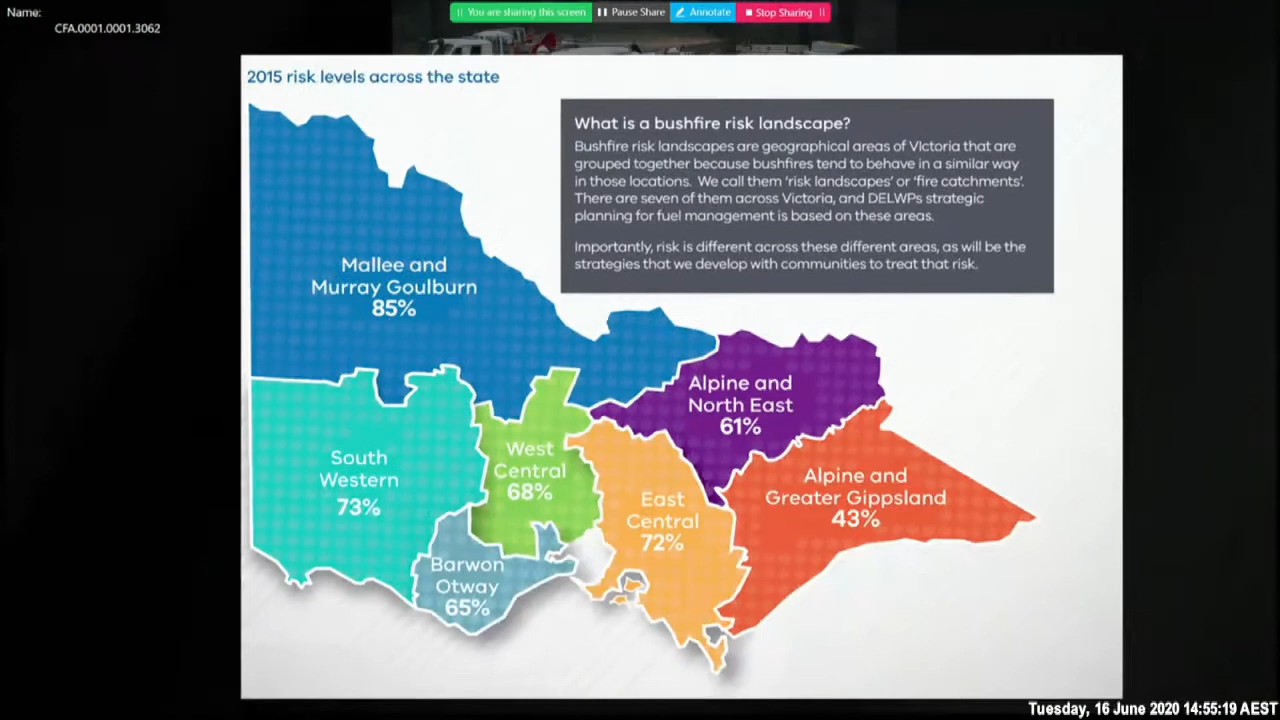 Name:
CFA.0001.0001.3062
You are sharing this screen
Pause Share
Annotate
Stop Sharing
2015 risk levels across the state
What is a bushfire risk landscape?
Bushfire risk landscapes are geographical areas of VIctoria that are
grouped together because bushfires tend to behave in a similar way
in those locations. We call them 'risk landscapes' or 'fire catchments'.
There are seven of them across Victoria, and DELWPs strategic
planning for fuel management is based on these areas.
Importantly, risk is different across these different areas, as will be the
strategies that we develop with communities to treat that risk.
Mallee and
Murray Goulburn
85%
Alpine and
North East
61%
South
Western
73%
West
Central
68%
East
Central
72%
Alpine and
Greater Gippsland
43%
Barwon
Otway
65%
Tuesday, 16 June 2020 14:55:19 AEST